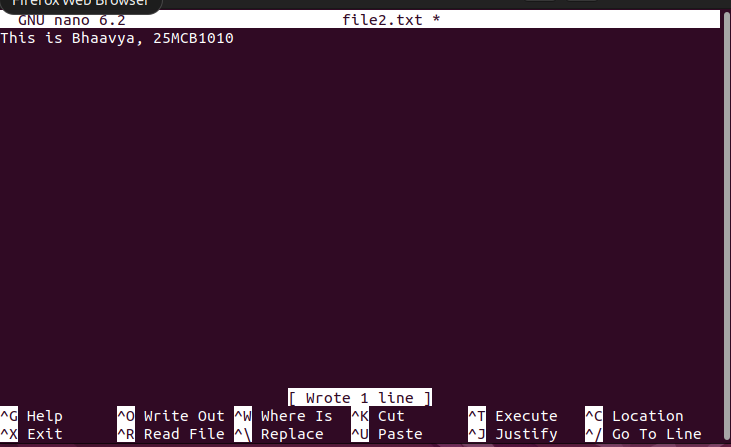 Firefox Web Browser
GNU nano 6.2 file2.txt *
This is Bhaavya, 25MCB1010
[ Wrote 1 line ]
^G Help ^O Write Out ^W Where Is ^K Cut ^T Execute ^C Location
^X Exit ^R Read File ^\ Replace ^U Paste ^J Justify ^/ Go To Line